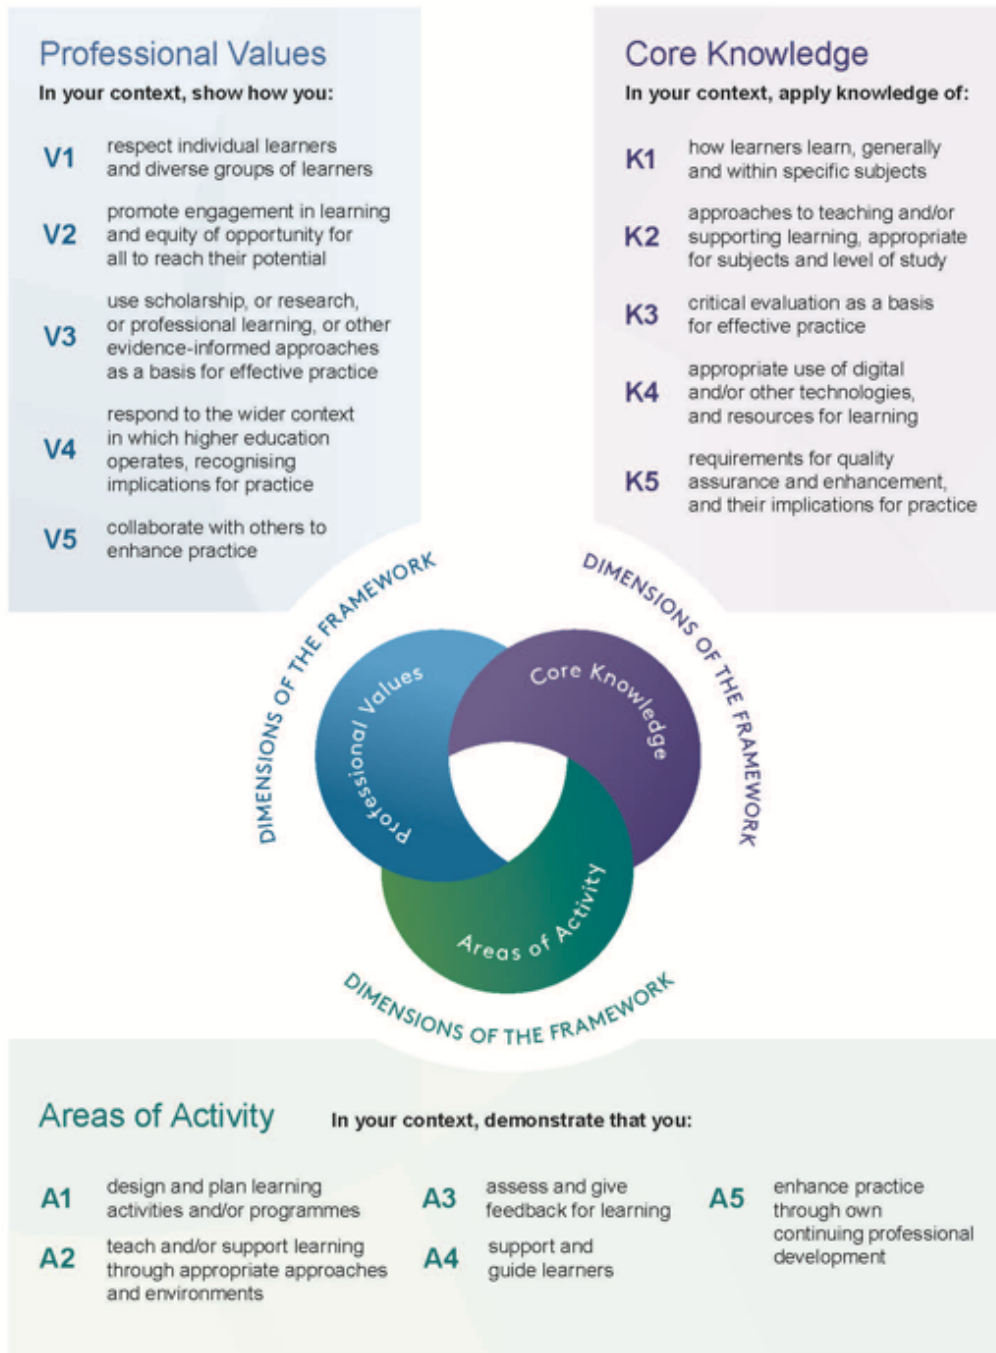 Professional Values
In your context, show how you:
V1 respect individual learners
and diverse groups of learners
V2 promote engagement in learning
and equity of opportunity for
all to reach their potential
V3 use scholarship, or research,
or professional learning, or other
evidence-informed approaches
as a basis for effective practice
V4 respond to the wider context
in which higher education
operates, recognising
implications for practice
V5 collaborate with others to
enhance practice
Core Knowledge
In your context, apply knowledge of:
K1 how learners learn, generally
and within specific subjects
K2 approaches to teaching and/or
supporting learning, appropriate
for subjects and level of study
K3 critical evaluation as a basis
for effective practice
K4 appropriate use of digital
and/or other technologies,
and resources for learning
K5 requirements for quality
assurance and enhancement,
and their implications for practice
DIMENSIONS OF THE FRAMEWORK
DIMENSIONS OF THE FRAMEWORK
Professional Values
Core Knowledge
Areas of Activity
DIMENSIONS OF THE FRAMEWORK
Areas of Activity
In your context, demonstrate that you:
A1 design and plan learning
activities and/or programmes
A2 teach and/or support learning
through appropriate approaches
and environments
A3 assess and give
feedback for learning
A4 support and
guide learners
A5 enhance practice
through own
continuing professional
development